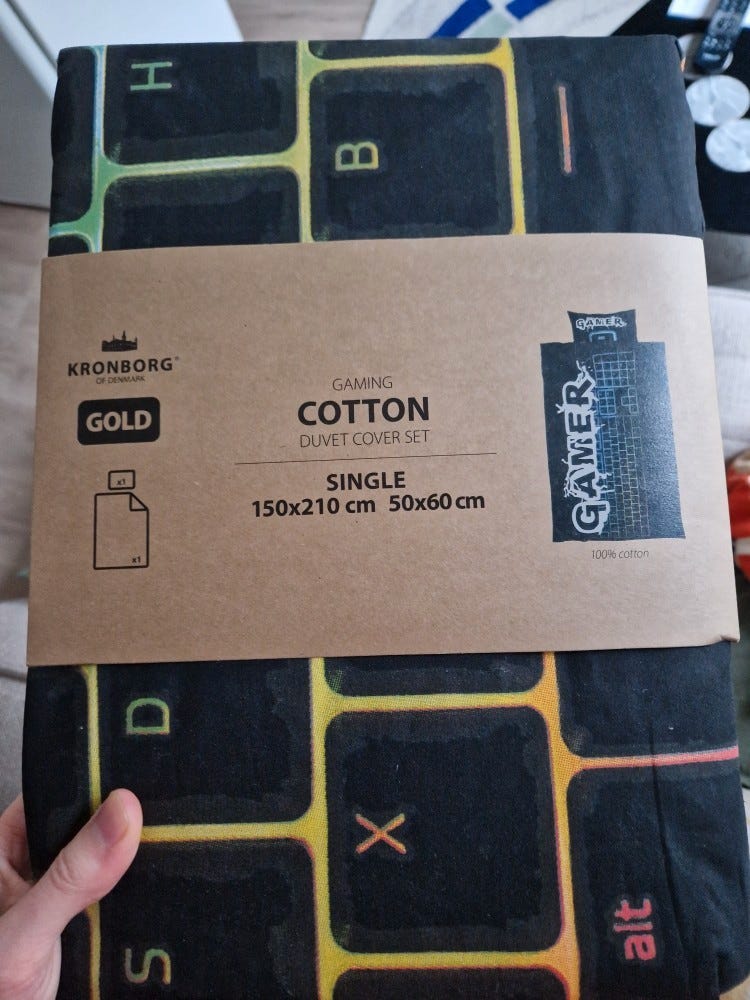 H
B
KRONBORG®
OF DENMARK
GOLD
x1
x1
GAMING
COTTON
DUVET COVER SET
SINGLE
150x210 cm 50x60 cm
GAMER
GAMER
100% cotton
D
X
S
alt